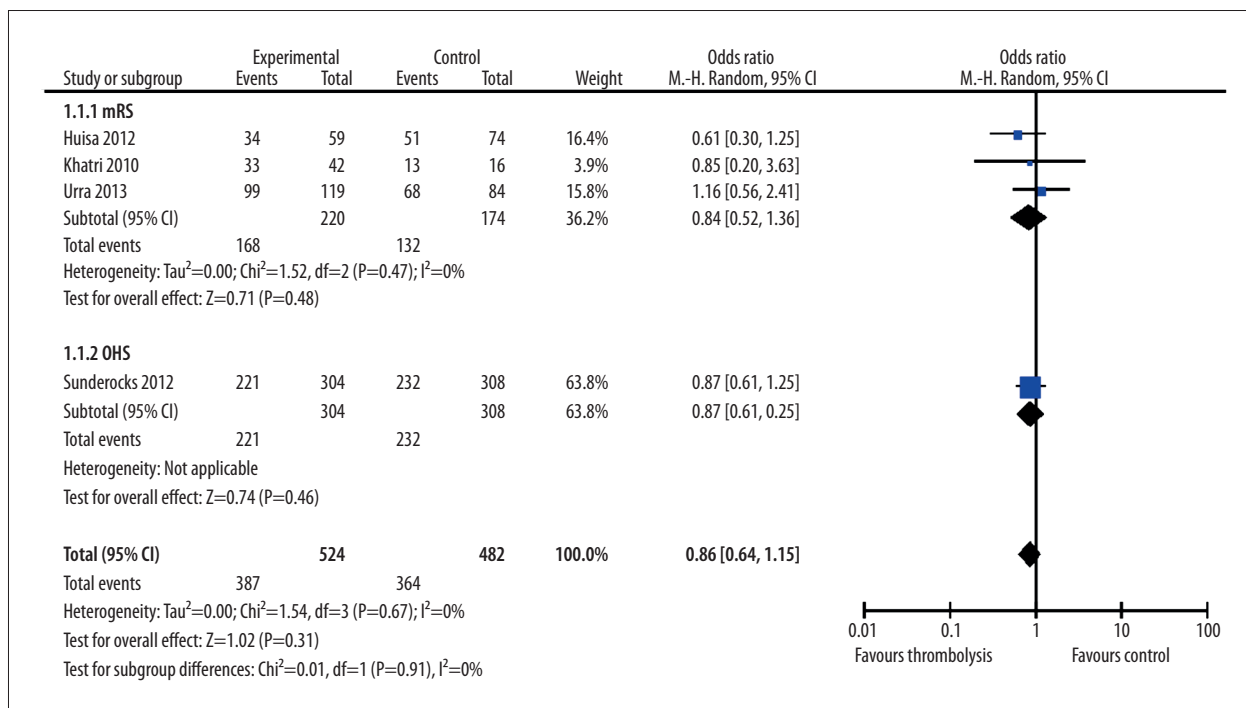 Experimental Control Odds ratio Odds ratio
Study or subgroup Events Total Events Total Weight M.-H. Random, 95% CI M.-H. Random, 95% CI
1.1.1 mRS
Huisa 2012 34 59 51 74 16.4% 0.61 [0.30, 1.25]
Khatri 2010 33 42 13 16 3.9% 0.85 [0.20, 3.63]
Urra 2013 99 119 68 84 15.8% 1.16 [0.56, 2.41]
Subtotal (95% CI) 220 174 36.2% 0.84 [0.52, 1.36]
Total events 168 132
Heterogeneity: Tau²=0.00; Chi²=1.52, df=2 (P=0.47); I²=0%
Test for overall effect: Z=0.71 (P=0.48)
1.1.2 OHS
Sunderocks 2012 221 304 232 308 63.8% 0.87 [0.61, 1.25]
Subtotal (95% CI) 304 308 63.8% 0.87 [0.61, 0.25]
Total events 221 232
Heterogeneity: Not applicable
Test for overall effect: Z=0.74 (P=0.46)
Total (95% CI) 524 482 100.0% 0.86 [0.64, 1.15]
Total events 387 364
Heterogeneity: Tau²=0.00; Chi²=1.54, df=3 (P=0.67); I²=0%
Test for overall effect: Z=1.02 (P=0.31)
Test for subgroup differences: Chi²=0.01, df=1 (P=0.91), I²=0%
0.01 0.1 1 10 100
Favours thrombolysis Favours control